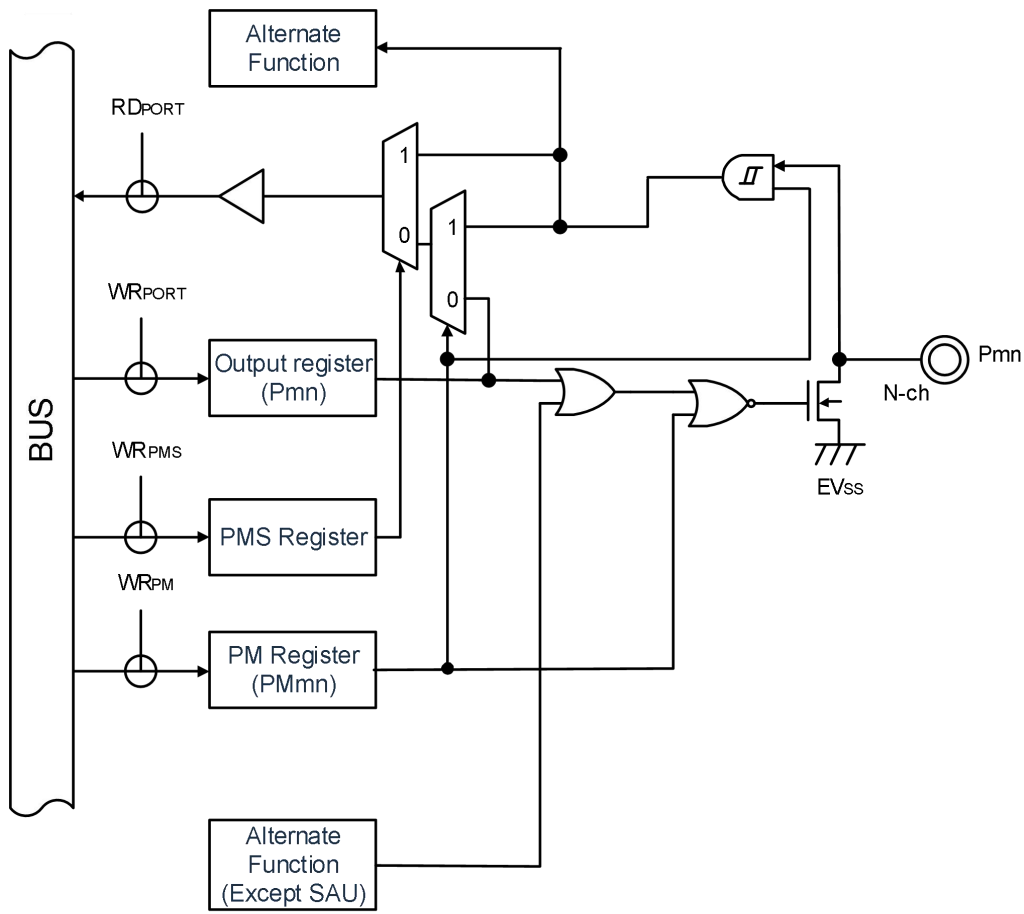 Alternate
Function
RDPORT
1
0
1
0
WRPORT
Output register
(Pmn)
Pmn
N-ch
EVSS
BUS
WRPMS
PMS Register
WRPM
PM Register
(PMmn)
Alternate
Function
(Except SAU)